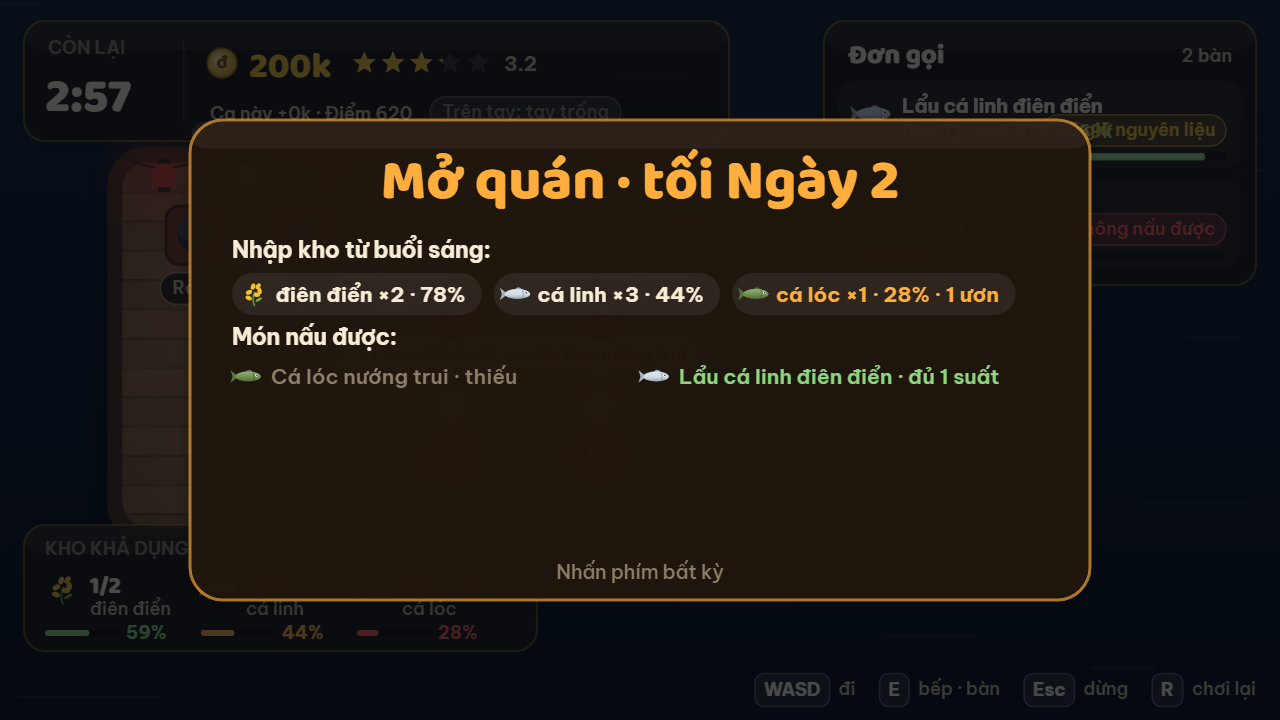 CÒN LẠI
2:57
200k
3.2
Ca này +0k · Điểm 620
Trên tay: tay trống
Đơn gọi
2 bàn
Lẩu cá linh điên điển
giữ nguyên liệu
nấu được
Mở quán · tối Ngày 2
Nhập kho từ buổi sáng:
điên điển ×2 · 78%
cá linh ×3 · 44%
cá lóc ×1 · 28% · 1 ươn
Món nấu được:
Cá lóc nướng trui · thiếu
Lẩu cá linh điên điển · đủ 1 suất
Nhấn phím bất kỳ
KHO KHẢ DỤNG
1/2
điên điển
cá linh
cá lóc
59%
44%
28%
WASD đi
E bếp · bàn
Esc dừng
R chơi lại